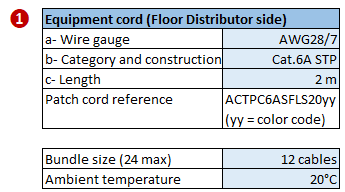 1 Equipment cord (Floor Distributor side)
a- Wire gauge AWG28/7
b- Category and construction Cat.6A STP
c- Length 2 m
Patch cord reference ACTPC6ASFLS20yy
(yy = color code)
Bundle size (24 max) 12 cables
Ambient temperature 20°C